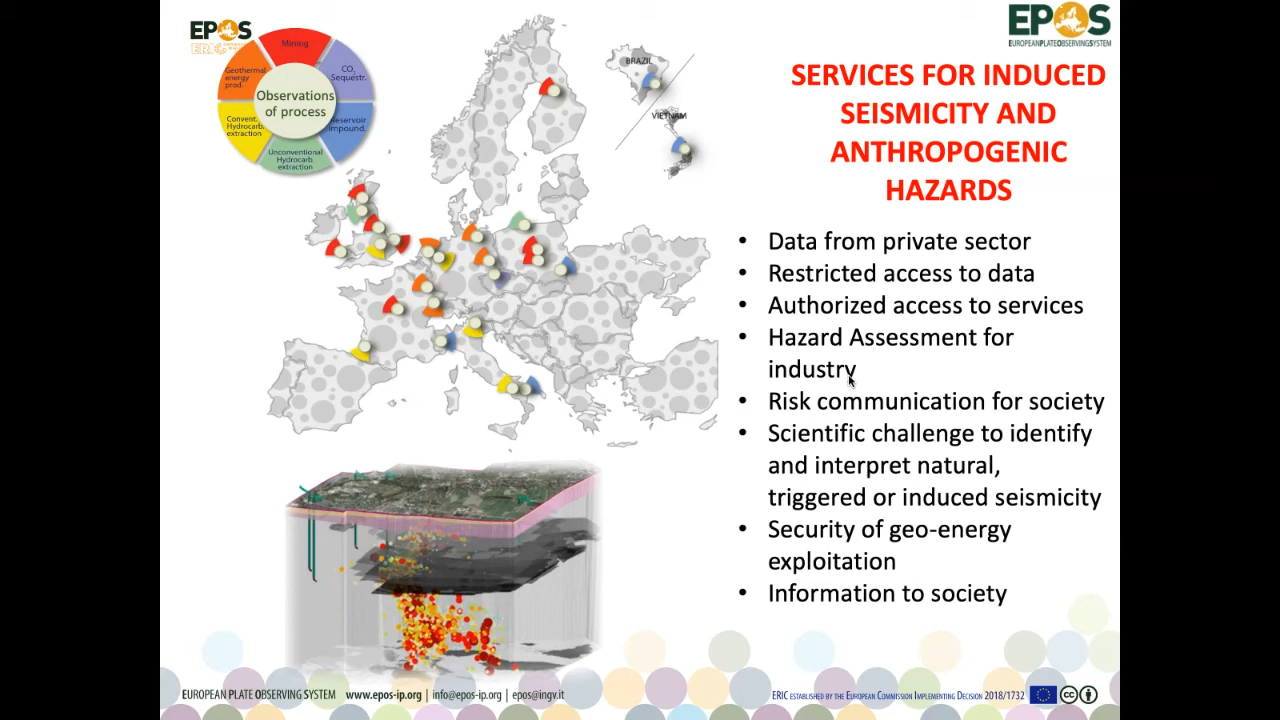 EPOS
ERIC
Mining
CO₂
Sequestr.
Reservoir
Impound.
Unconventional
Hydrocarb.
extraction
Convent.
Hydrocarb.
extraction
Geothermal
energy
prod.
Observations
of process
BRAZIL
VIETNAM
EPOS
EUROPEAN PLATE OBSERVING SYSTEM
SERVICES FOR INDUCED
SEISMICITY AND
ANTHROPOGENIC
HAZARDS
• Data from private sector
• Restricted access to data
• Authorized access to services
• Hazard Assessment for
industry
• Risk communication for society
• Scientific challenge to identify
and interpret natural,
triggered or induced seismicity
• Security of geo-energy
exploitation
• Information to society
EUROPEAN PLATE OBSERVING SYSTEM www.epos-ip.org | info@epos-ip.org | epos@ingv.it
ERIC ESTABLISHED BY THE EUROPEAN COMMISSION IMPLEMENTING DECISION 2018/1732
cc